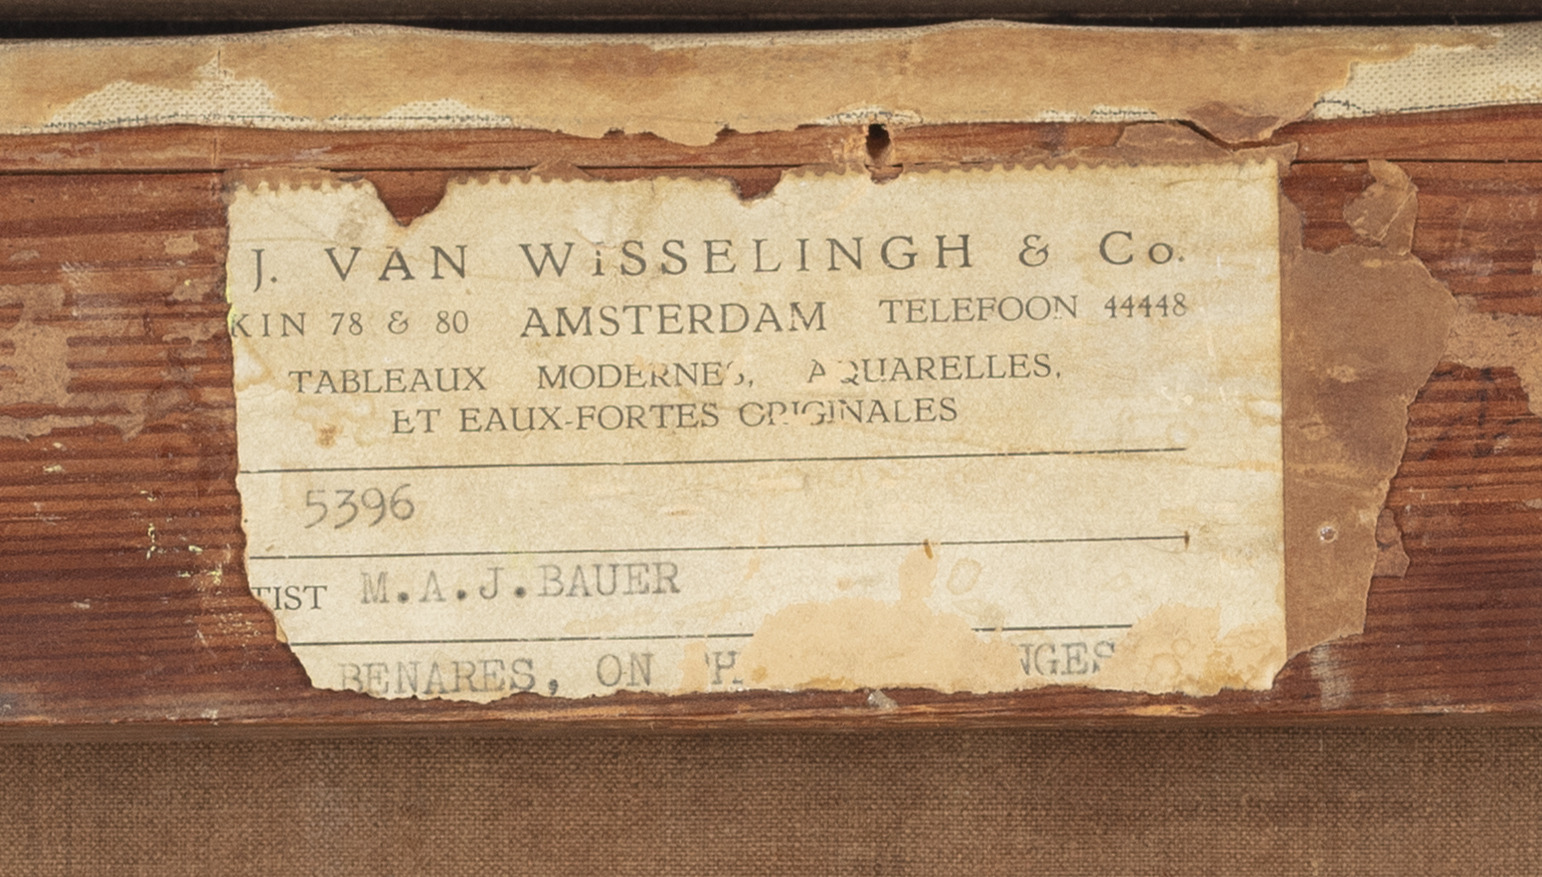 J. VAN WISSELINGH & Co.
KIN 78 & 80 AMSTERDAM TELEFOON 44448
TABLEAUX MODERNES, AQUARELLES,
ET EAUX-FORTES ORIGINALES
5396
TIST M.A.J.BAUER
BENARES, ON H NGES